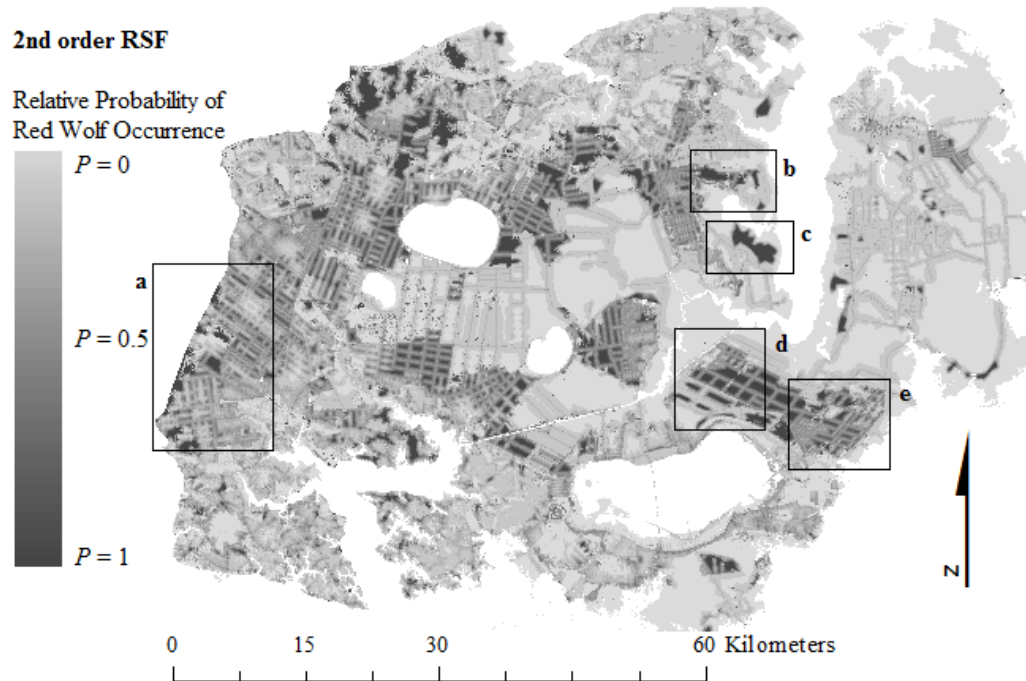 2nd order RSF
Relative Probability of
Red Wolf Occurrence
P = 0
P = 0.5
P = 1
a
b
c
d
e
N
0 15 30 60 Kilometers